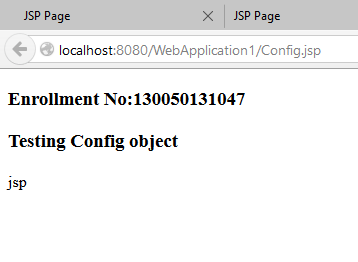 JSP Page
JSP Page
localhost:8080/WebApplication1/Config.jsp
Enrollment No:130050131047
Testing Config object
jsp